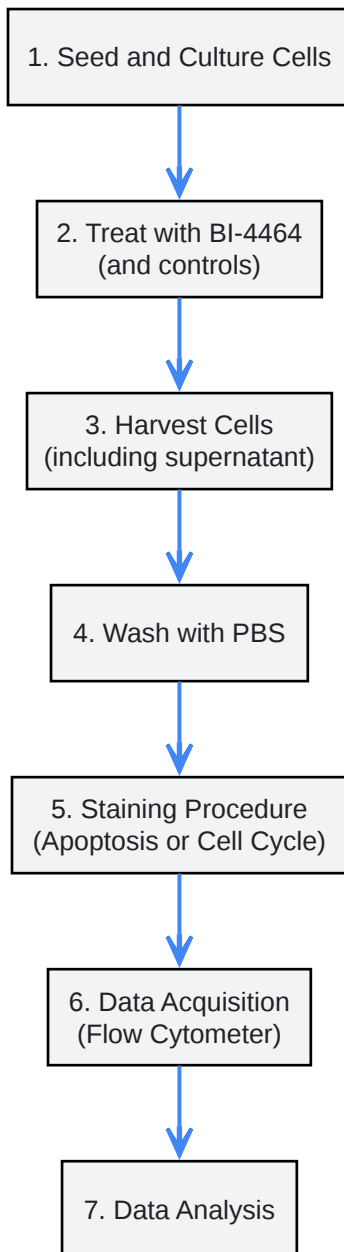 1. Seed and Culture Cells
2. Treat with BI-4464
(and controls)
3. Harvest Cells
(including supernatant)
4. Wash with PBS
5. Staining Procedure
(Apoptosis or Cell Cycle)
6. Data Acquisition
(Flow Cytometer)
7. Data Analysis